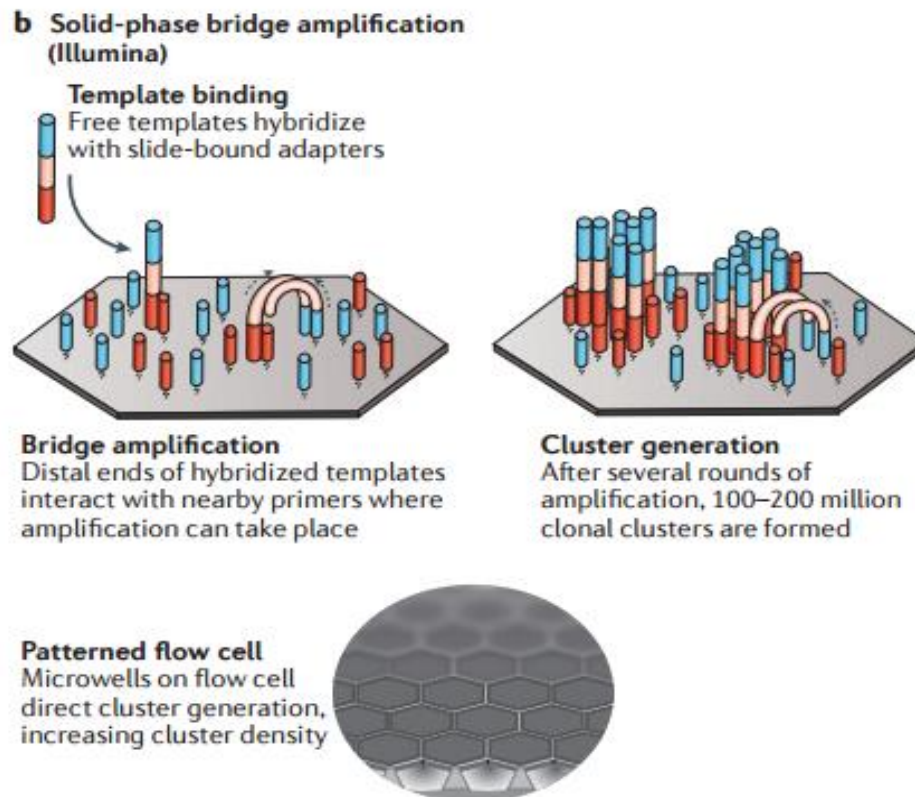 b Solid-phase bridge amplification
(Illumina)
Template binding
Free templates hybridize
with slide-bound adapters
Bridge amplification
Distal ends of hybridized templates
interact with nearby primers where
amplification can take place
Cluster generation
After several rounds of
amplification, 100–200 million
clonal clusters are formed
Patterned flow cell
Microwells on flow cell
direct cluster generation,
increasing cluster density